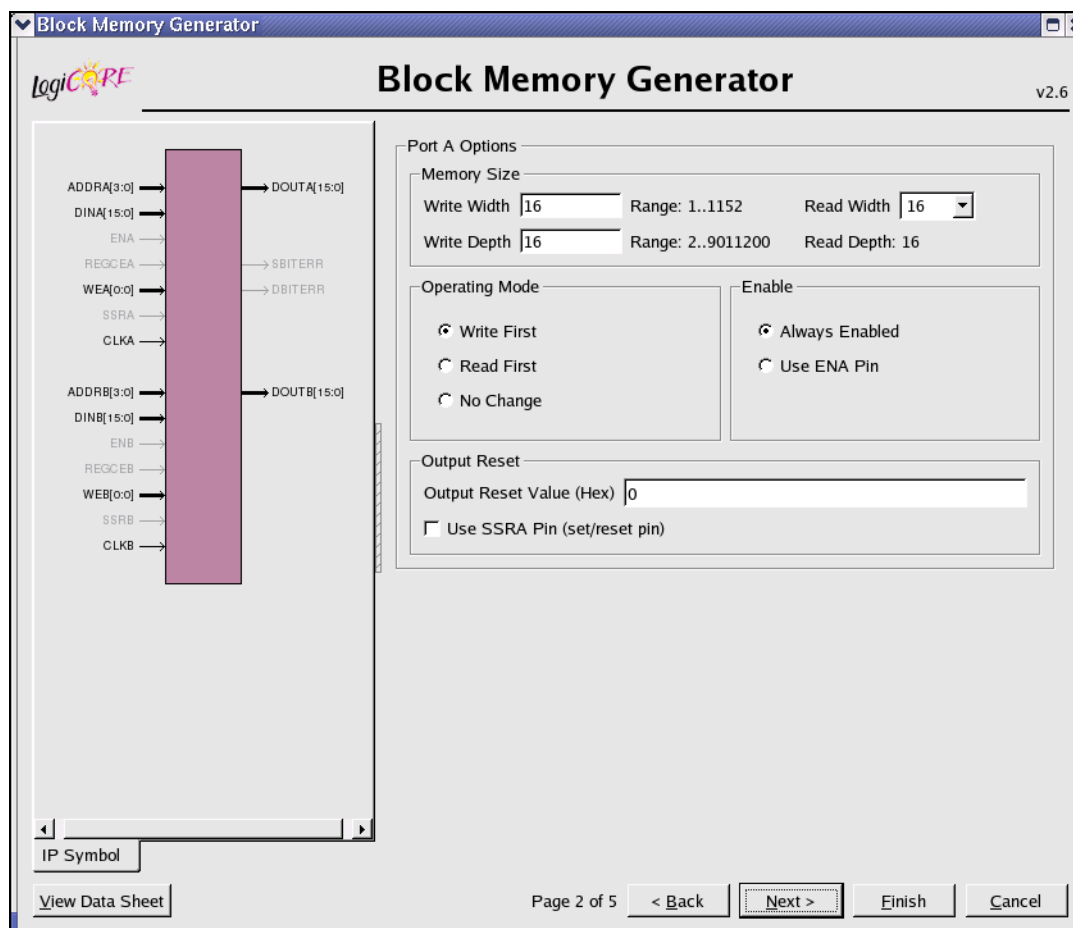 Block Memory Generator
LogiCORE
Block Memory Generator
v2.6
ADDRA[3:0]
DOUTA[15:0]
DINA[15:0]
ENA
REGCEA
SBITERR
WEA[0:0]
DBITERR
SSRA
CLKA
ADDRB[3:0]
DOUTB[15:0]
DINB[15:0]
ENB
REGCEB
WEB[0:0]
SSRB
CLKB
IP Symbol
Port A Options
Memory Size
Write Width 16 Range: 1..1152 Read Width 16
Write Depth 16 Range: 2..9011200 Read Depth: 16
Operating Mode
Write First
Read First
No Change
Enable
Always Enabled
Use ENA Pin
Output Reset
Output Reset Value (Hex) 0
Use SSRA Pin (set/reset pin)
View Data Sheet Page 2 of 5 < Back Next > Finish Cancel